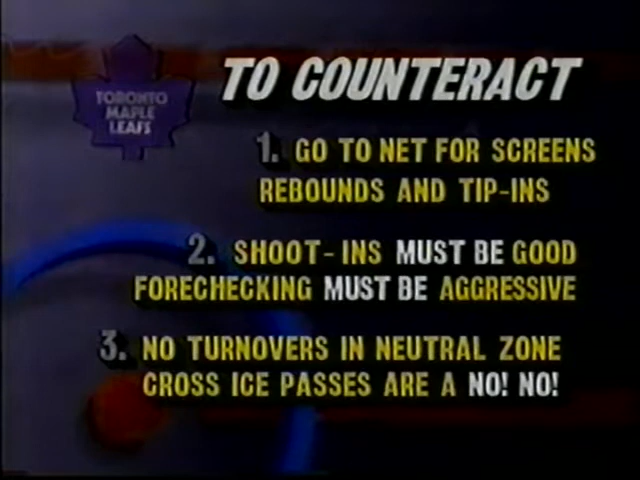 TORONTO
MAPLE
LEAFS
TO COUNTERACT
1. GO TO NET FOR SCREENS
REBOUNDS AND TIP-INS
2. SHOOT-INS MUST BE GOOD
FORECHECKING MUST BE AGGRESSIVE
3. NO TURNOVERS IN NEUTRAL ZONE
CROSS ICE PASSES ARE A NO! NO!